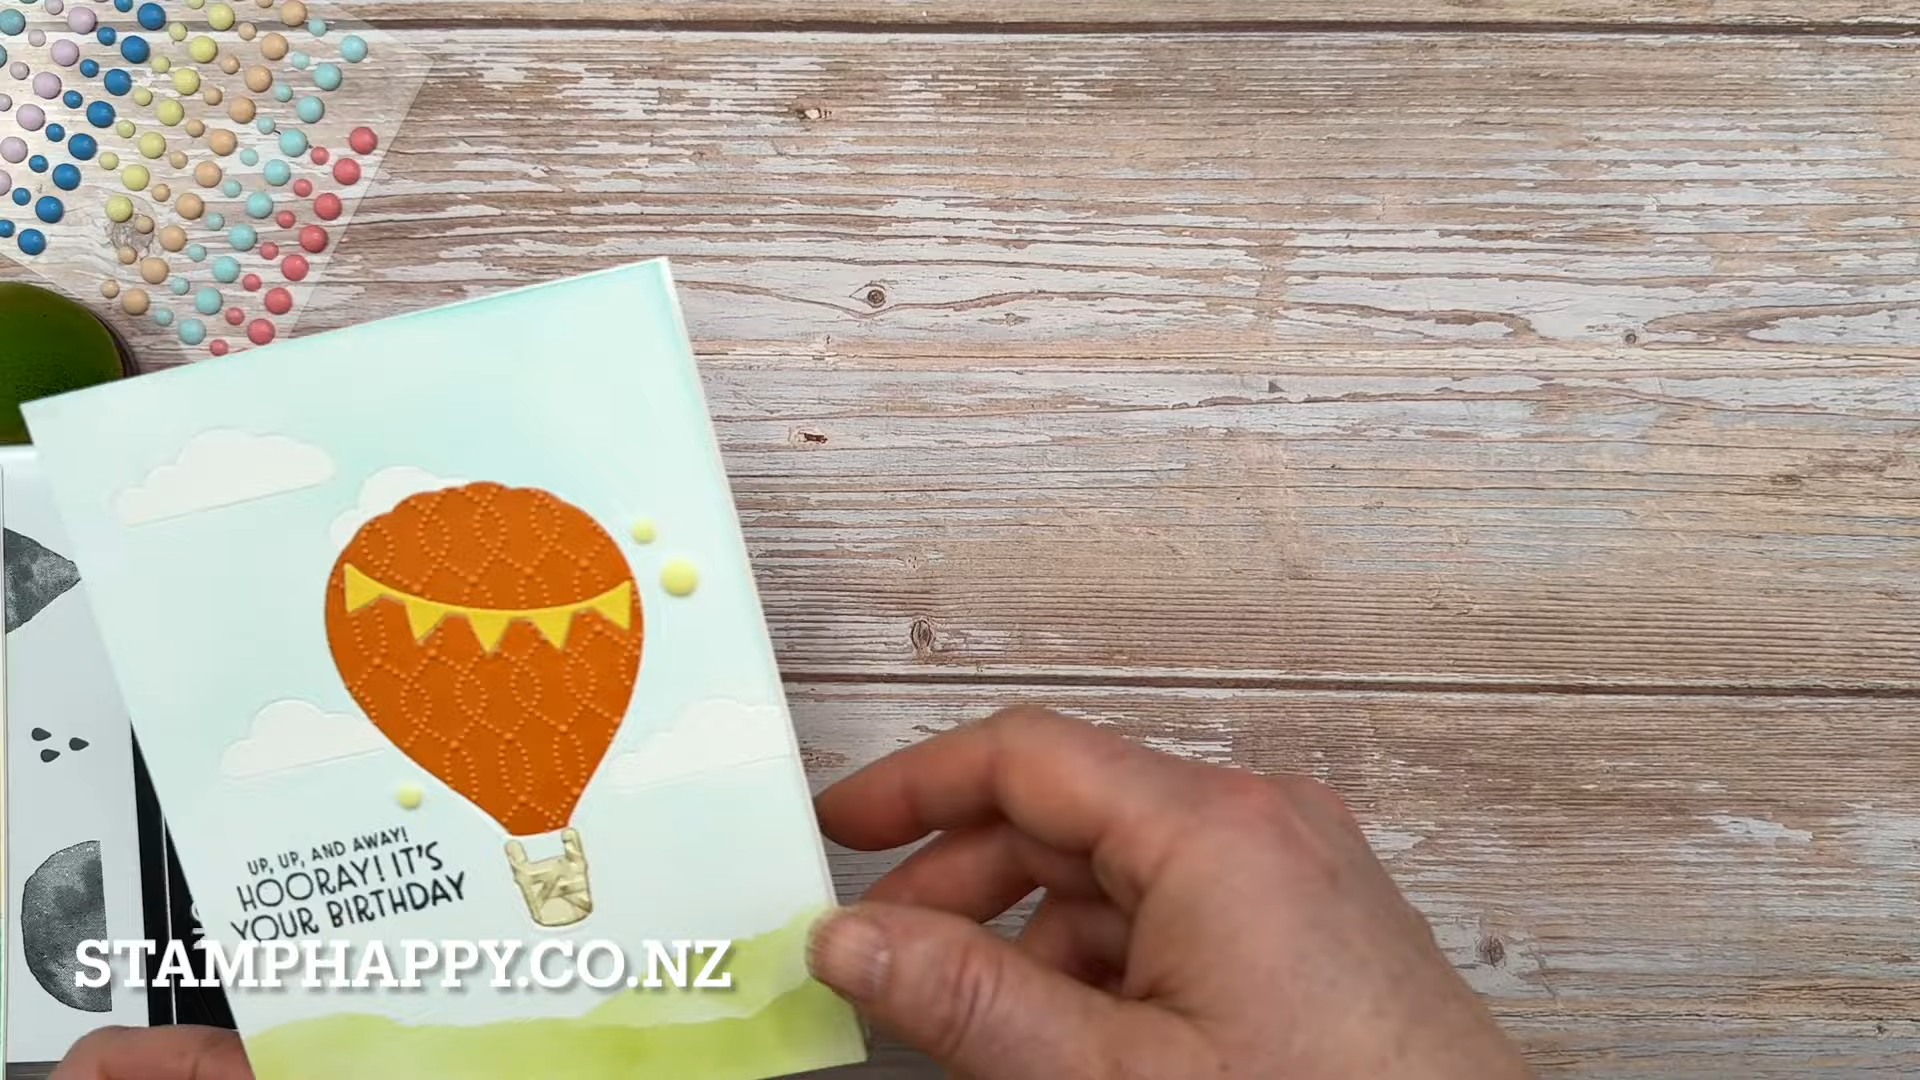 UP, UP, AND AWAY!
HOORAY! IT'S
YOUR BIRTHDAY
STAMPHAPPY.CO.NZ